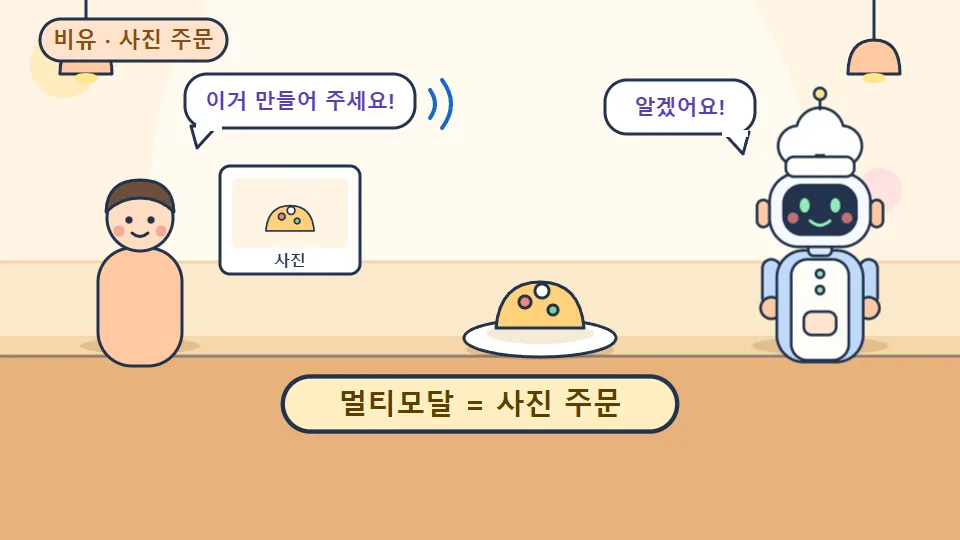 비유 · 사진 주문
이거 만들어 주세요!
알겠어요!
사진
멀티모달 = 사진 주문